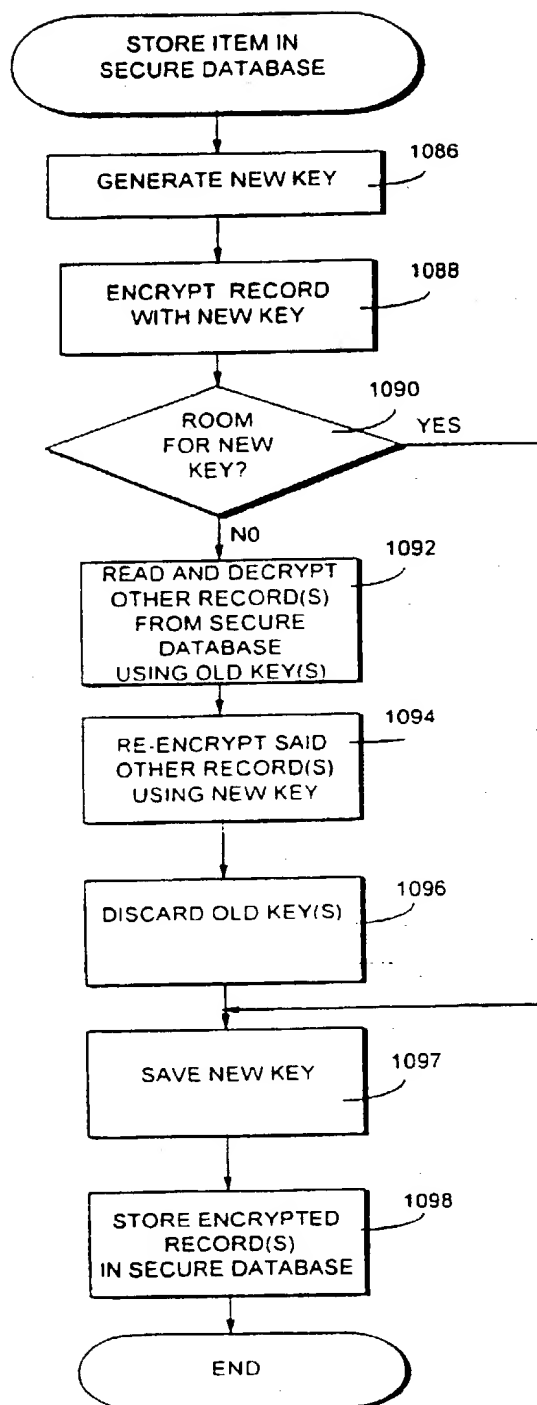 STORE ITEM IN
SECURE DATABASE
1086
GENERATE NEW KEY
1088
ENCRYPT RECORD
WITH NEW KEY
1090
ROOM
FOR NEW
KEY?
YES
NO
1092
READ AND DECRYPT
OTHER RECORD(S)
FROM SECURE
DATABASE
USING OLD KEY(S)
1094
RE-ENCRYPT SAID
OTHER RECORD(S)
USING NEW KEY
1096
DISCARD OLD KEY(S)
SAVE NEW KEY
1097
1098
STORE ENCRYPTED
RECORD(S)
IN SECURE DATABASE
END